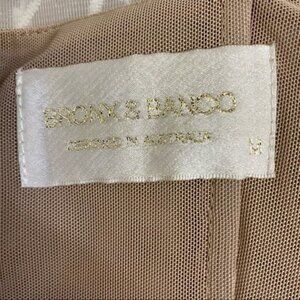 BRONX & BANCO
DESIGNED IN AUSTRALIA
M